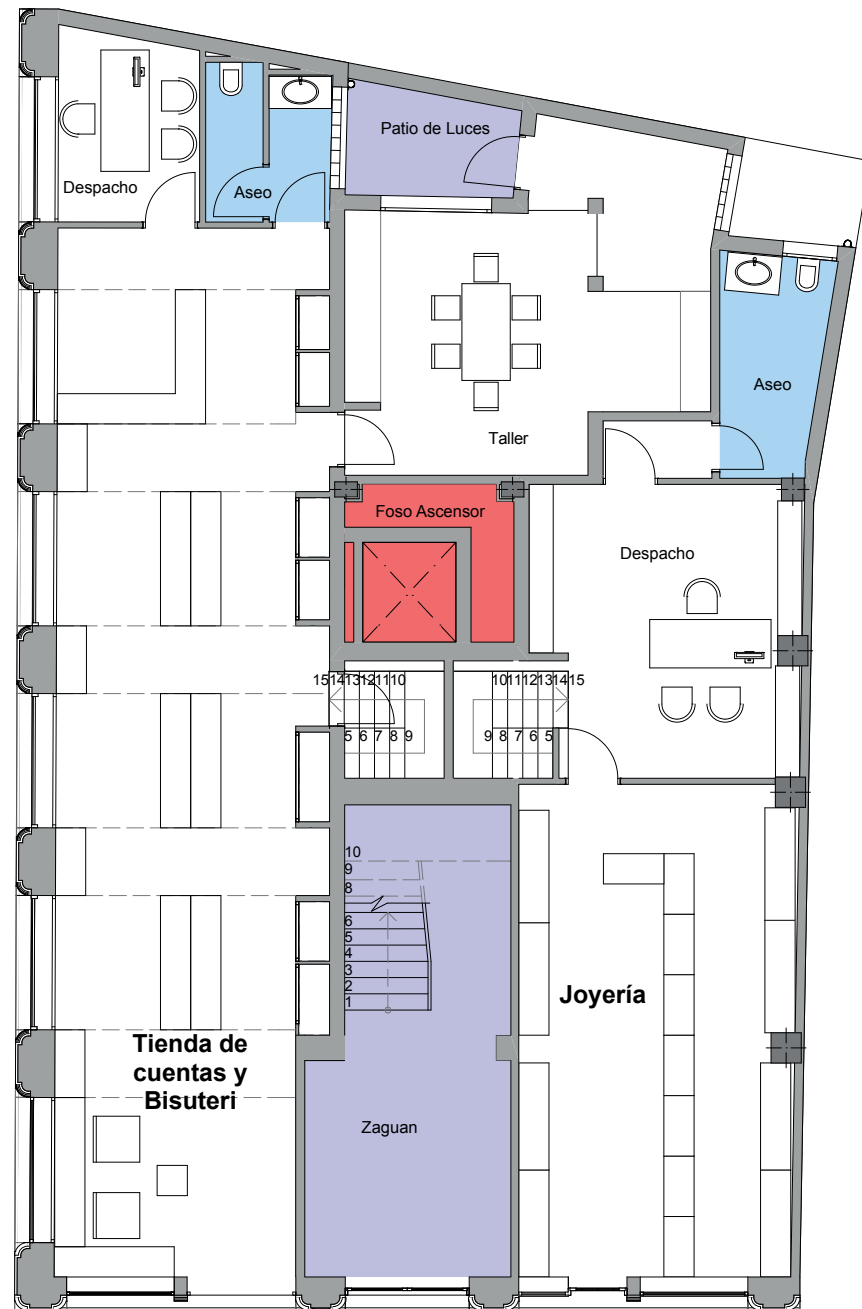 Patio de Luces
Despacho
Aseo
Aseo
Taller
Foso Ascensor
Despacho
15 14 13 12 11 10
5 6 7 8 9
10 11 12 13 14 15
9 8 7 6 5
10
9
8
6
5
4
3
2
1
Joyería
Tienda de
cuentas y
Bisuteri
Zaguan